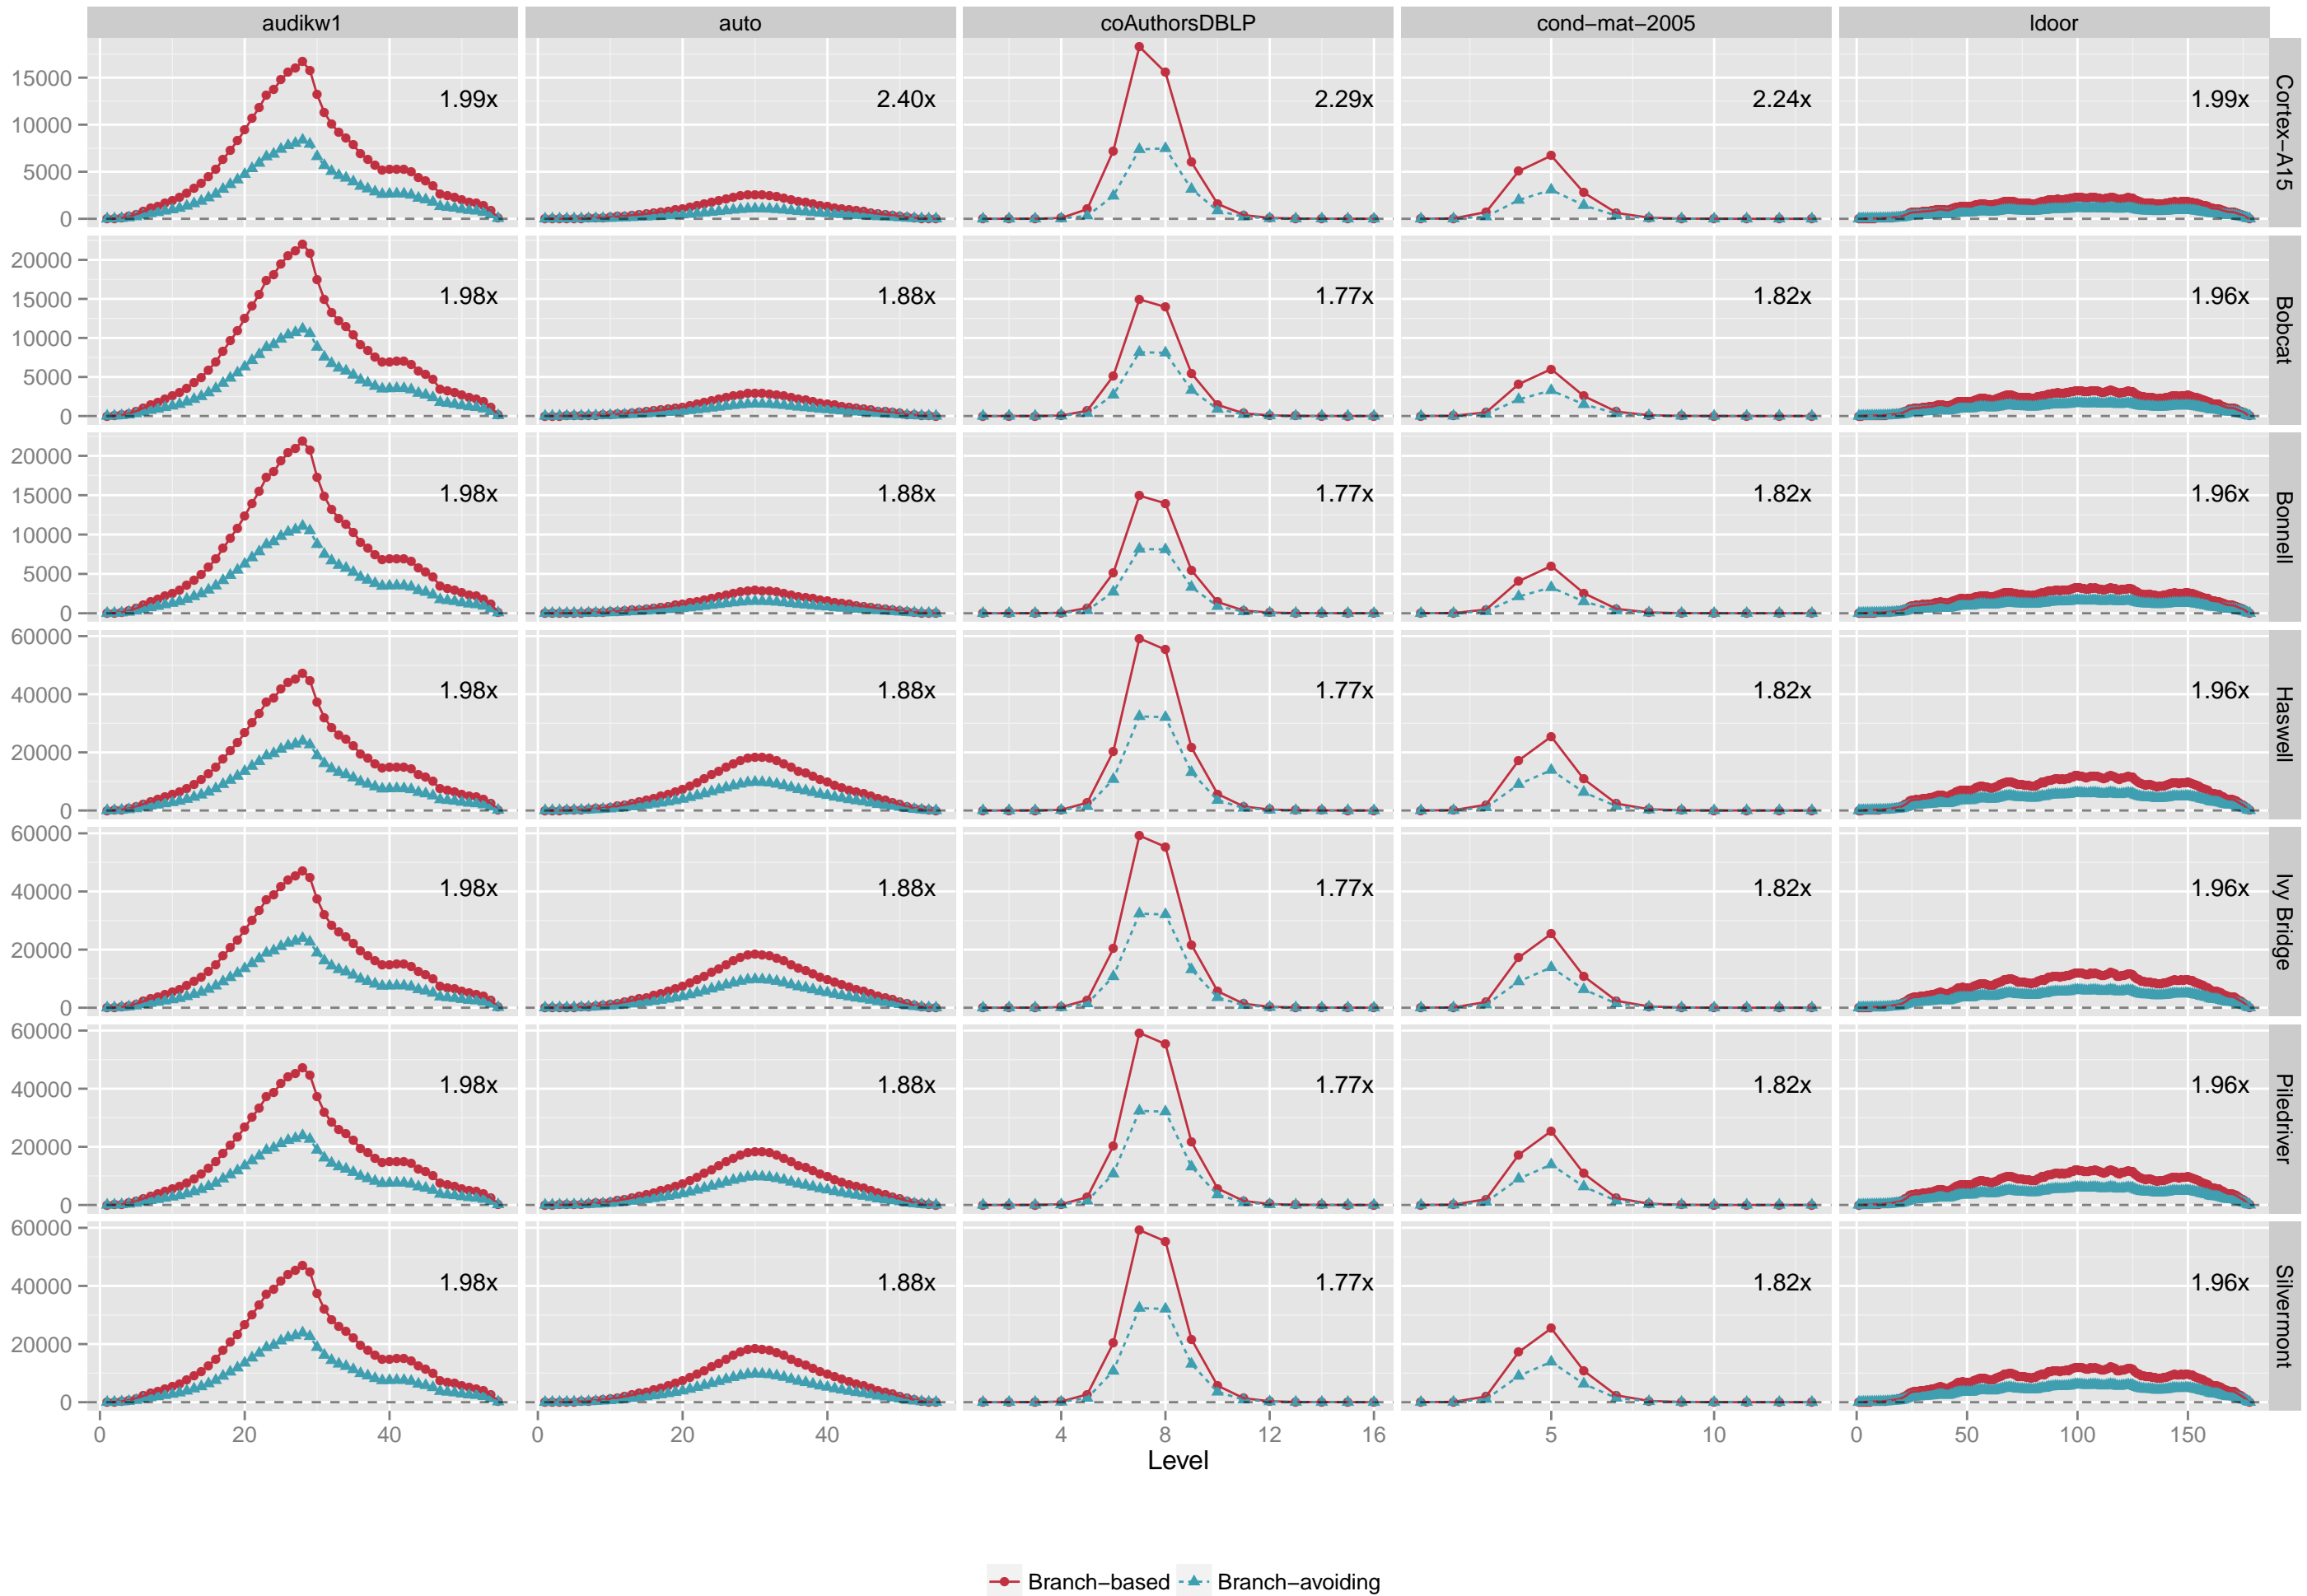 audikw1 auto coAuthorsDBLP cond−mat−2005 ldoor
15000
10000
5000
0
1.99x 2.40x 2.29x 2.24x 1.99x
Cortex−A15
20000
15000
10000
5000
0
1.98x 1.88x 1.77x 1.82x 1.96x
Bobcat
20000
15000
10000
5000
0
1.98x 1.88x 1.77x 1.82x 1.96x
Bonnell
60000
40000
20000
0
1.98x 1.88x 1.77x 1.82x 1.96x
Haswell
60000
40000
20000
0
1.98x 1.88x 1.77x 1.82x 1.96x
Ivy Bridge
60000
40000
20000
0
1.98x 1.88x 1.77x 1.82x 1.96x
Piledriver
60000
40000
20000
0
1.98x 1.88x 1.77x 1.82x 1.96x
Silvermont
0 20 40 0 20 40 4 8 12 16 5 10 0 50 100 150
Level
Branch−based Branch−avoiding